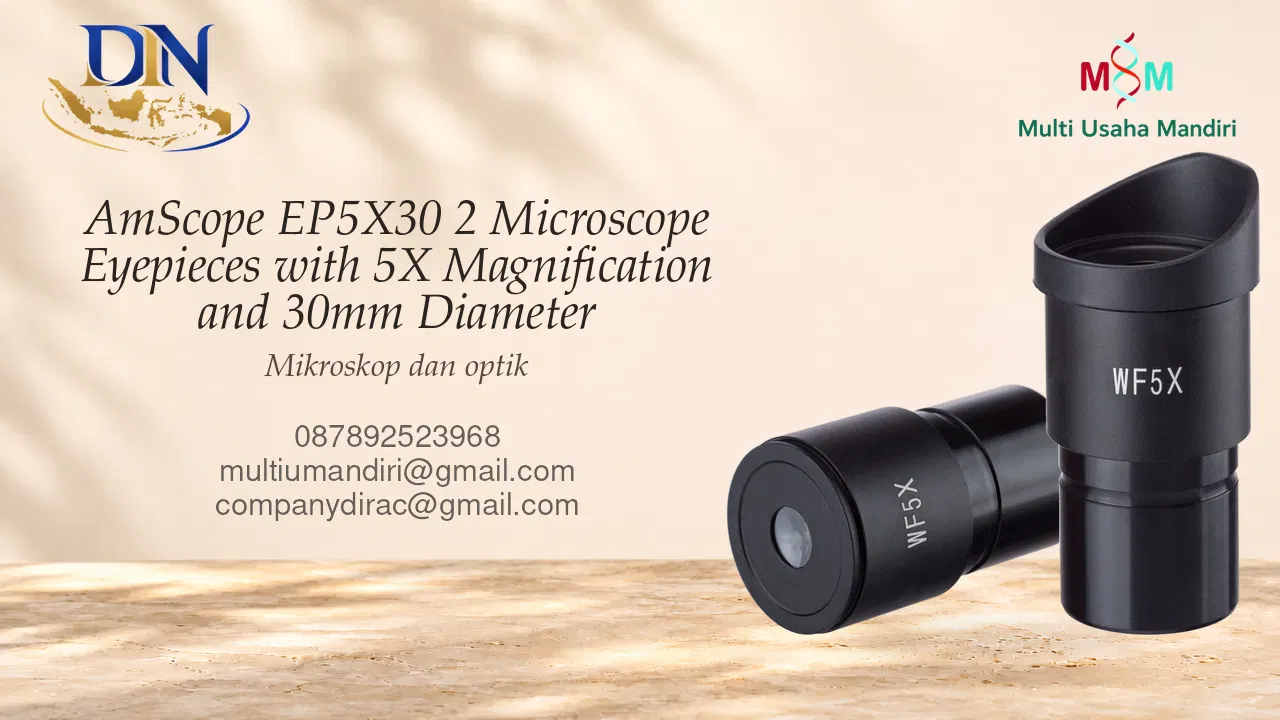 DIN
MSM
Multi Usaha Mandiri
AmScope EP5X30 2 Microscope
Eyepieces with 5X Magnification
and 30mm Diameter
Mikroskop dan optik
087892523968
multiumandiri@gmail.com
companydirac@gmail.com
WF5X
WF5X